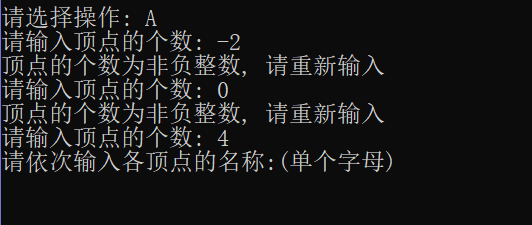 请选择操作: A
请输入顶点的个数: -2
顶点的个数为非负整数, 请重新输入
请输入顶点的个数: 0
顶点的个数为非负整数, 请重新输入
请输入顶点的个数: 4
请依次输入各顶点的名称:(单个字母)